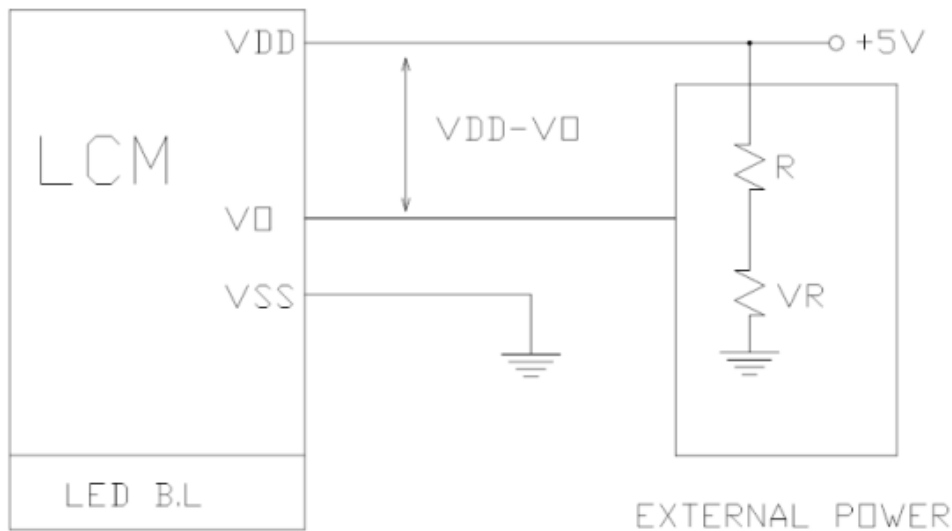 VDD
+5V
VDD-VO
LCM
R
VO
VSS
VR
LED B.L
EXTERNAL POWER